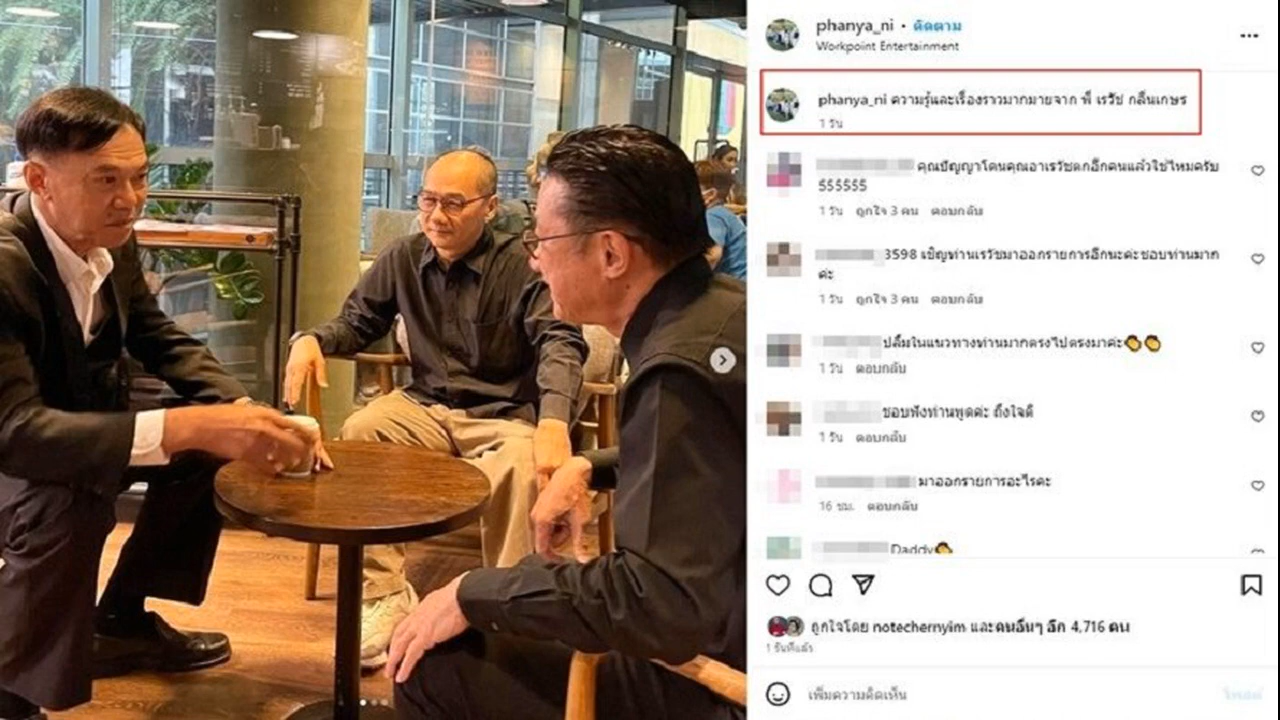 phanya_ni • ติดตาม
Workpoint Entertainment
phanya_ni ความรู้และเรื่องราวมากมายจาก พี่ เรวัช กลิ่นเกษร
1 วัน
คุณปัญญาโดนคุณอาเรวัชตกอีกคนแล้วใช่ไหมครับ
555555
1 วัน ถูกใจ 3 คน ตอบกลับ
3598 เชิญท่านเรวัชมาออกรายการอีกนะค่ะชอบท่านมาก
ค่ะ
1 วัน ถูกใจ 3 คน ตอบกลับ
ปลื้มในแนวทางท่านมากตรงไปตรงมาค่ะ👏👏
1 วัน ตอบกลับ
ชอบฟังท่านพูดค่ะ ถึงใจดี
1 วัน ตอบกลับ
มาออกรายการอะไรคะ
16 ชม. ตอบกลับ
Daddy
ถูกใจโดย notechernyim และคนอื่นๆ อีก 4,716 คน
1 วันที่แล้ว
เพิ่มความคิดเห็น
โพสต์